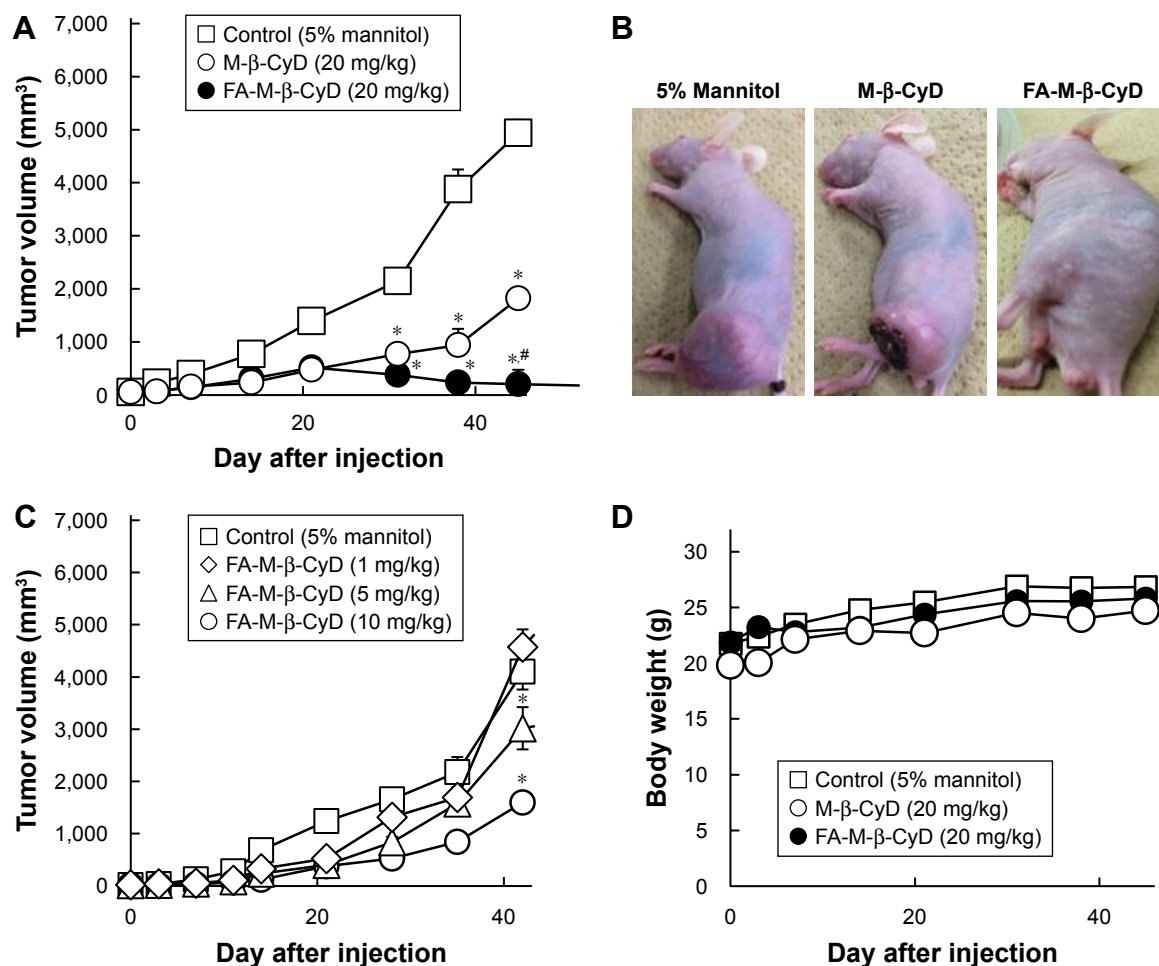 A
7,000
6,000
5,000
4,000
3,000
2,000
1,000
0
Tumor volume (mm³)
Control (5% mannitol)
M-β-CyD (20 mg/kg)
FA-M-β-CyD (20 mg/kg)
*
*
*
*
*
*,#
0
20
40
Day after injection
B
5% Mannitol
M-β-CyD
FA-M-β-CyD
C
7,000
6,000
5,000
4,000
3,000
2,000
1,000
0
Tumor volume (mm³)
Control (5% mannitol)
FA-M-β-CyD (1 mg/kg)
FA-M-β-CyD (5 mg/kg)
FA-M-β-CyD (10 mg/kg)
*
*
0
20
40
Day after injection
D
30
25
20
15
10
5
0
Body weight (g)
Control (5% mannitol)
M-β-CyD (20 mg/kg)
FA-M-β-CyD (20 mg/kg)
0
20
40
Day after injection